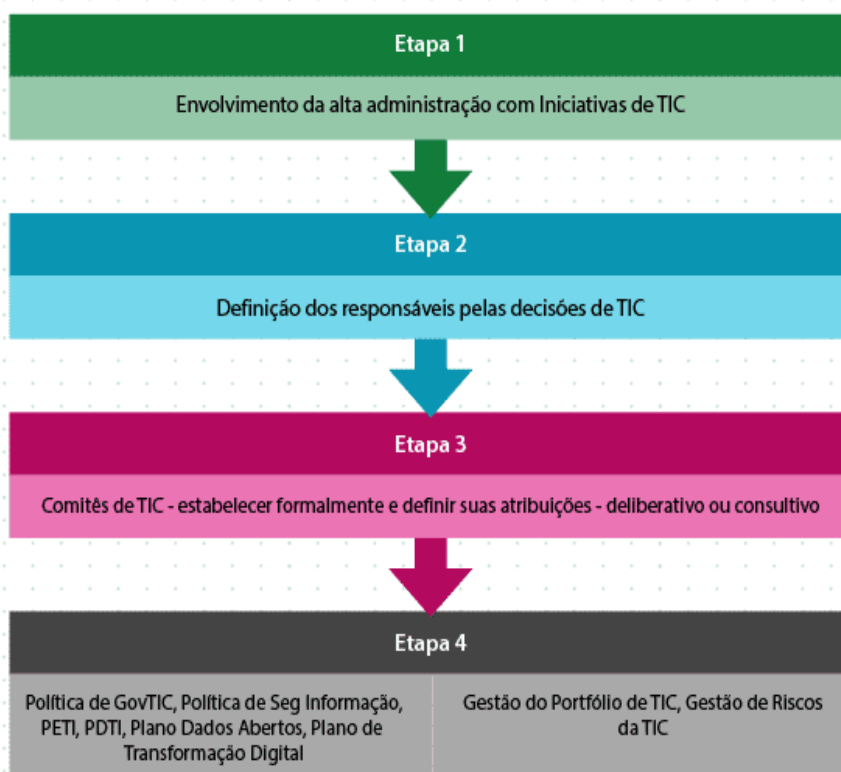 Etapa 1
Envolvimento da alta administração com Iniciativas de TIC
Etapa 2
Definição dos responsáveis pelas decisões de TIC
Etapa 3
Comitês de TIC - estabelecer formalmente e definir suas atribuições - deliberativo ou consultivo
Etapa 4
Política de GovTIC, Política de Seg Informação,
PETI, PDTI, Plano Dados Abertos, Plano de
Transformação Digital
Gestão do Portfólio de TIC, Gestão de Riscos
da TIC